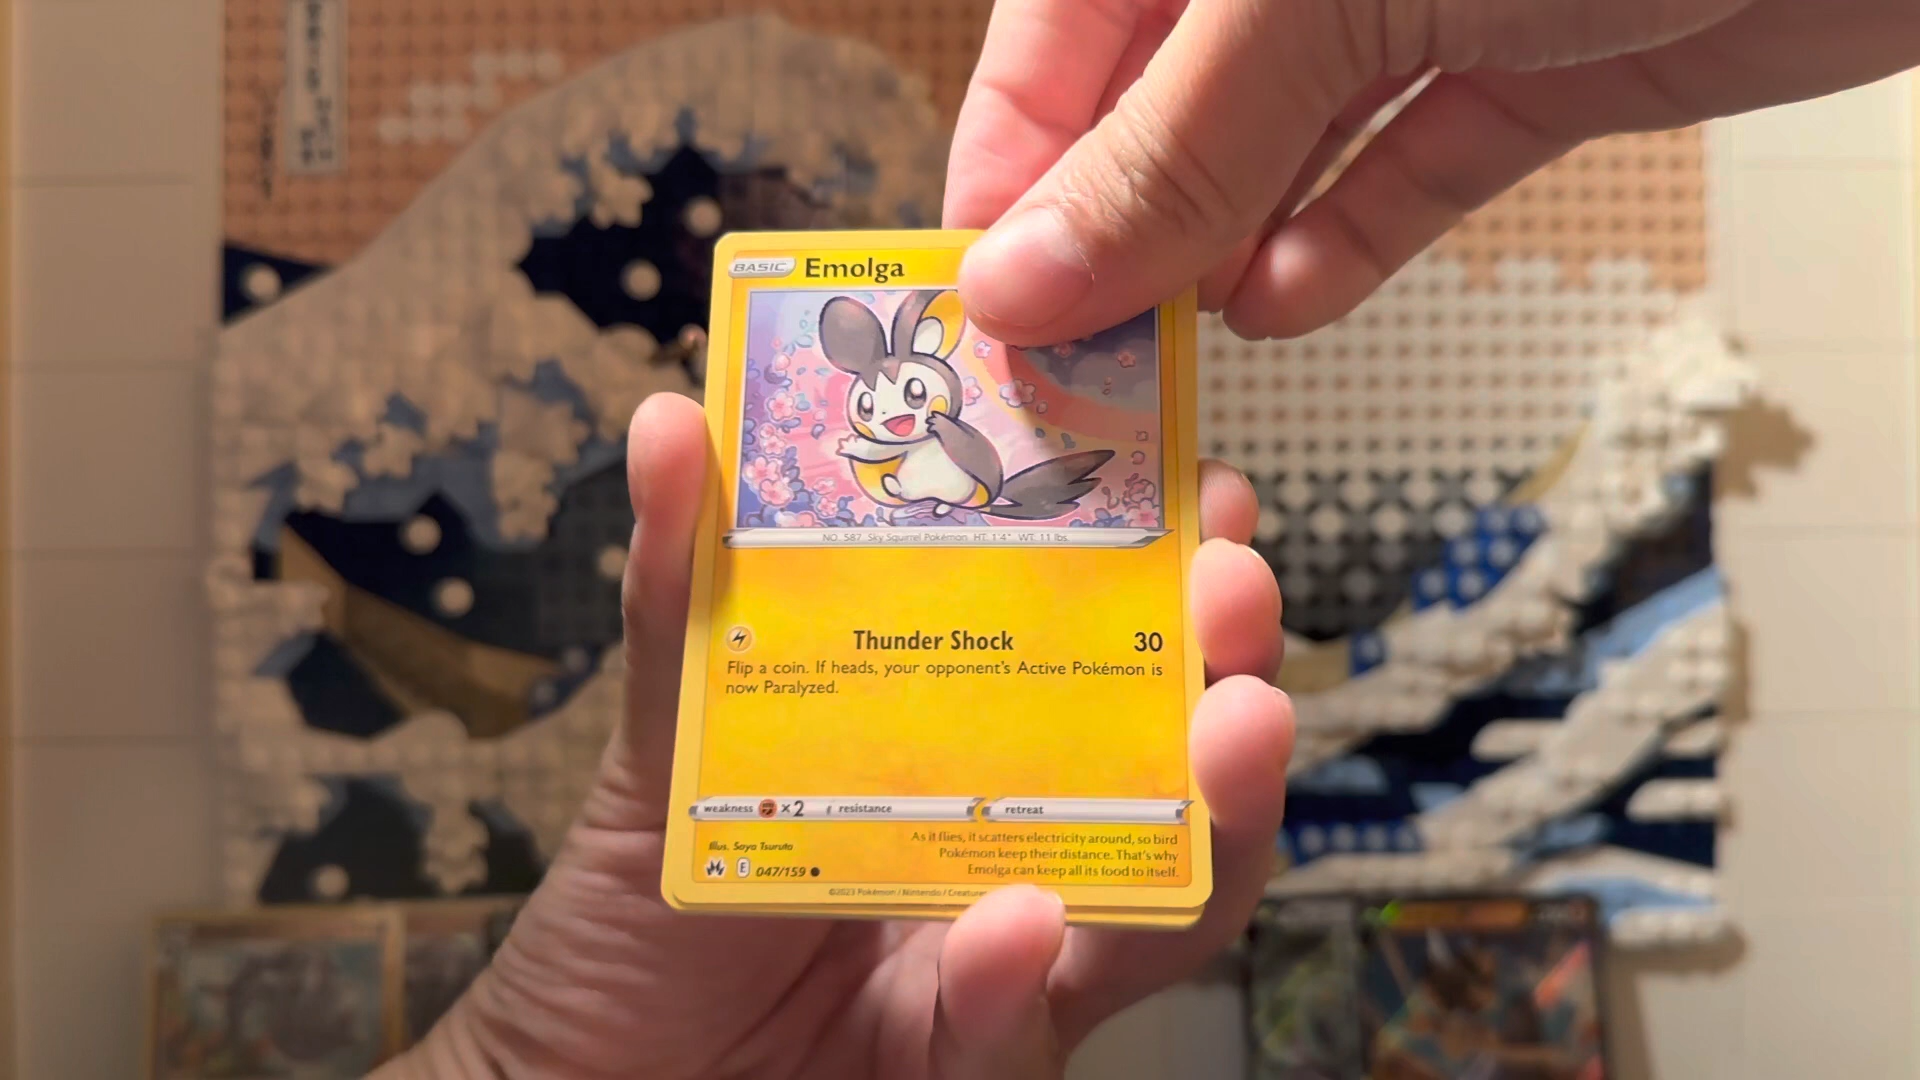 BASIC Emolga
NO. 587 Sky Squirrel Pokémon HT: 1'4" WT: 11 lbs.
Thunder Shock 30
Flip a coin. If heads, your opponent's Active Pokémon is
now Paralyzed.
weakness ×2 resistance retreat
As it flies, it scatters electricity around, so bird
Pokémon keep their distance. That's why
Emolga can keep all its food to itself.
Illus. Saya Tsuruta
E 047/159
©2023 Pokémon / Nintendo / Creatures